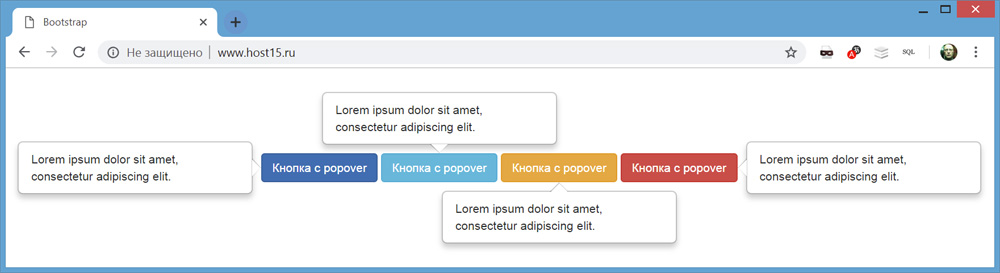 Bootstrap
Не защищено
www.host15.ru
SQL
Lorem ipsum dolor sit amet,
consectetur adipiscing elit.
Lorem ipsum dolor sit amet,
consectetur adipiscing elit.
Кнопка с popover
Кнопка с popover
Кнопка с popover
Кнопка с popover
Lorem ipsum dolor sit amet,
consectetur adipiscing elit.
Lorem ipsum dolor sit amet,
consectetur adipiscing elit.